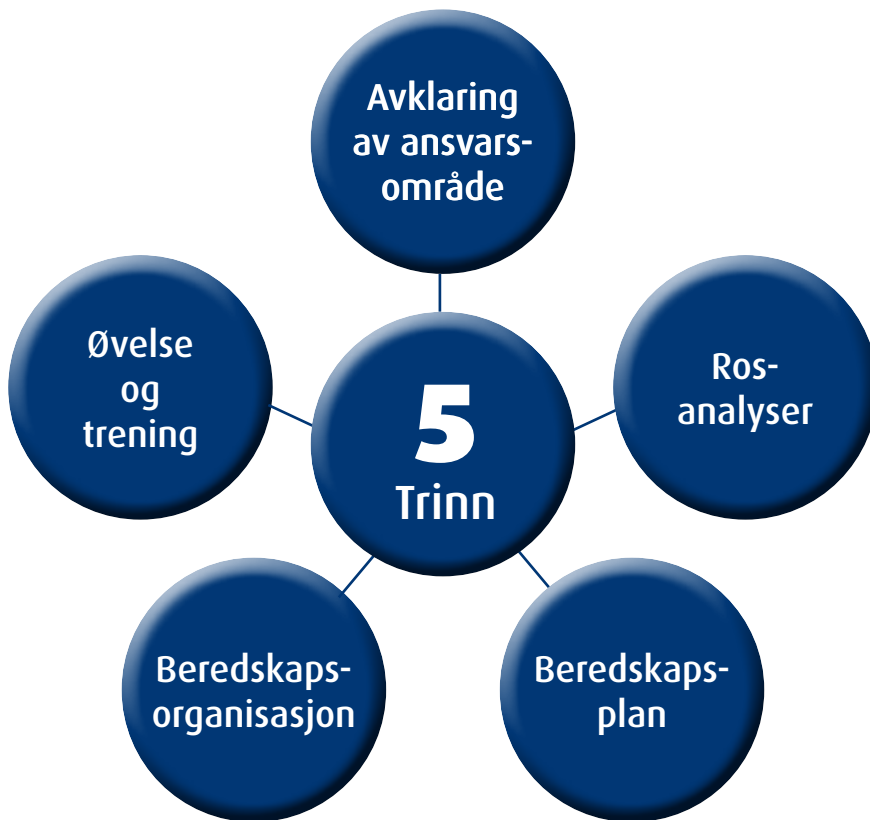 Avklaring
av ansvars-
område
Øvelse
og
trening
Ros-
analyser
5
Trinn
Beredskaps-
organisasjon
Beredskaps-
plan